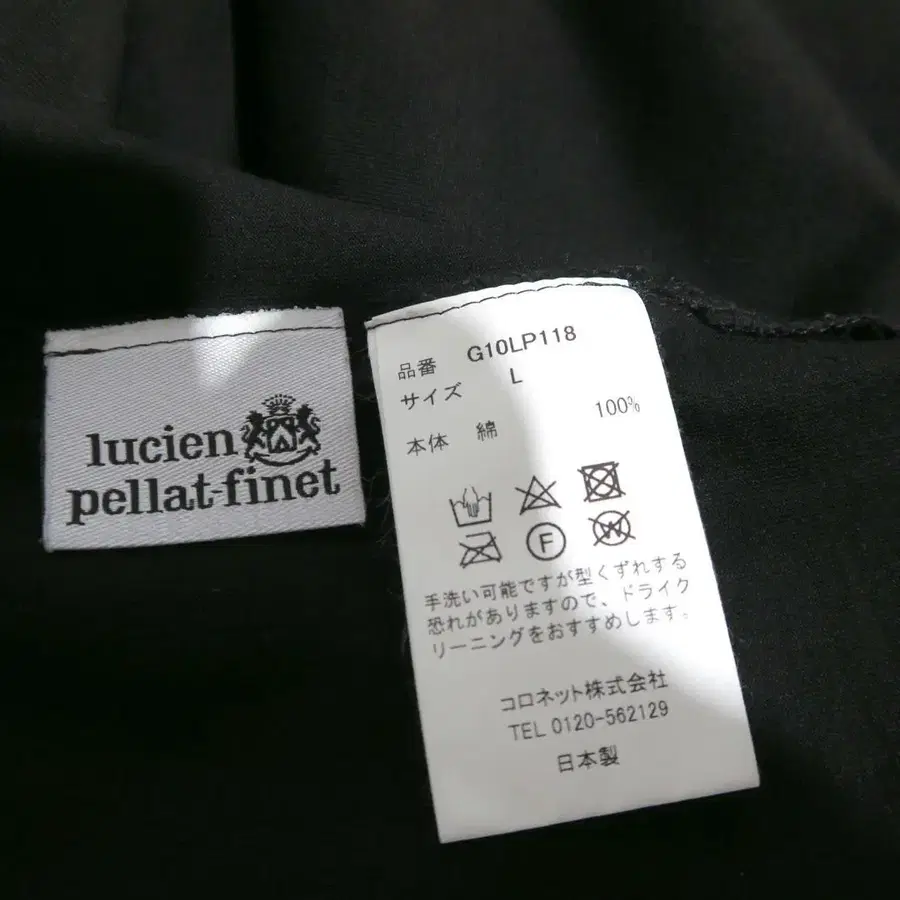 lucien
pellat-finet
品番 G10LP118
サイズ L
本体 綿 100%
F
W
手洗い可能ですが型くずれする
恐れがありますので、ドライク
リーニングをおすすめします。
コロネット株式会社
TEL 0120-562129
日本製